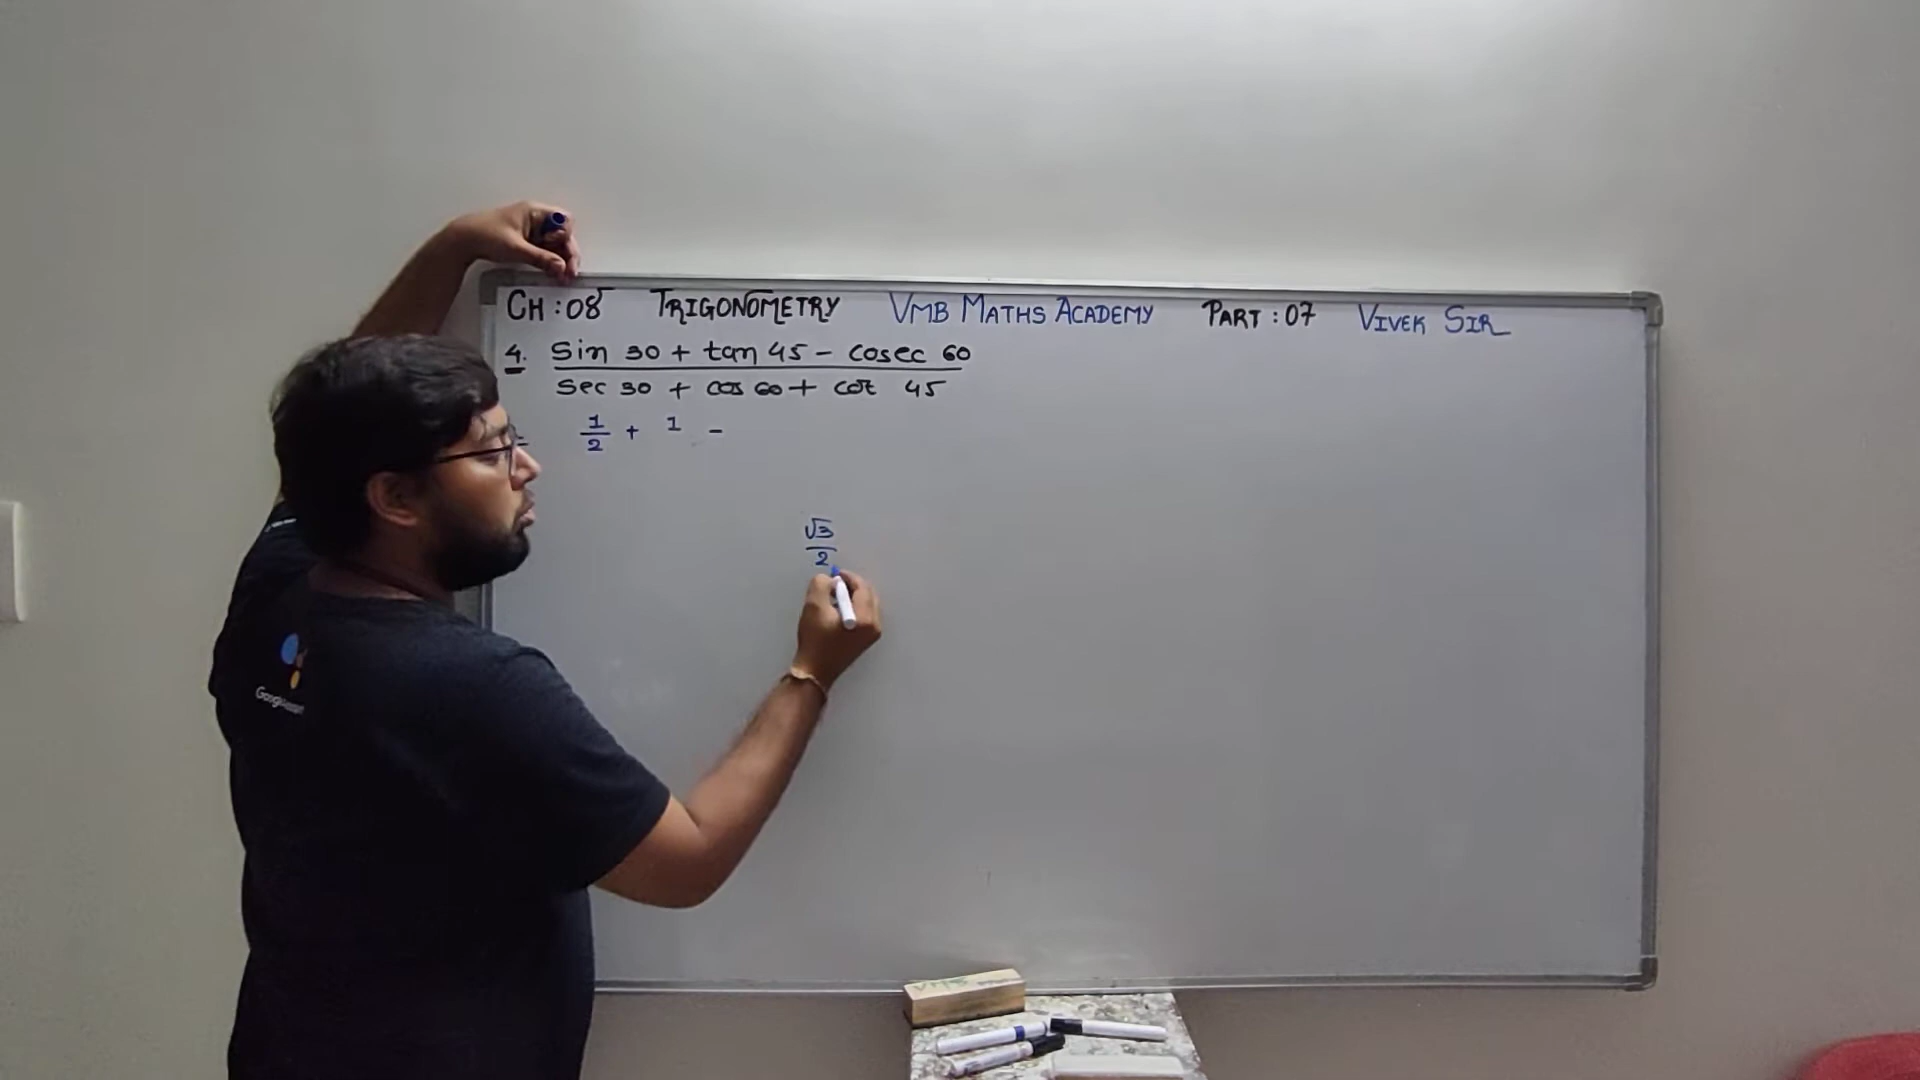 CH : 08 TRIGONOMETRY VMB MATHS ACADEMY PART : 07 VIVEK SIR
4. Sin 30 + tan 45 - cosec 60
sec 30 + cos 60 + cot 45
= 1/2 + 1 -
√3/2
VMB